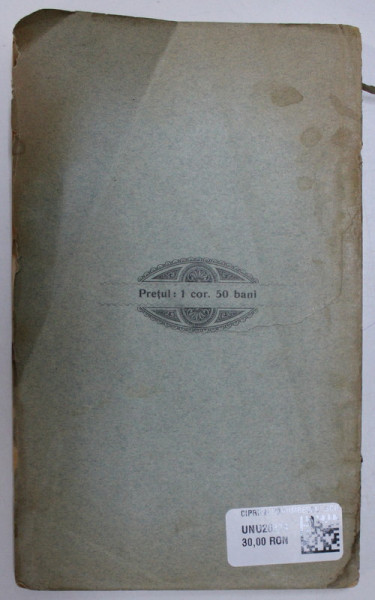 Prețul: 1 cor. 50 bani
30,00 RON